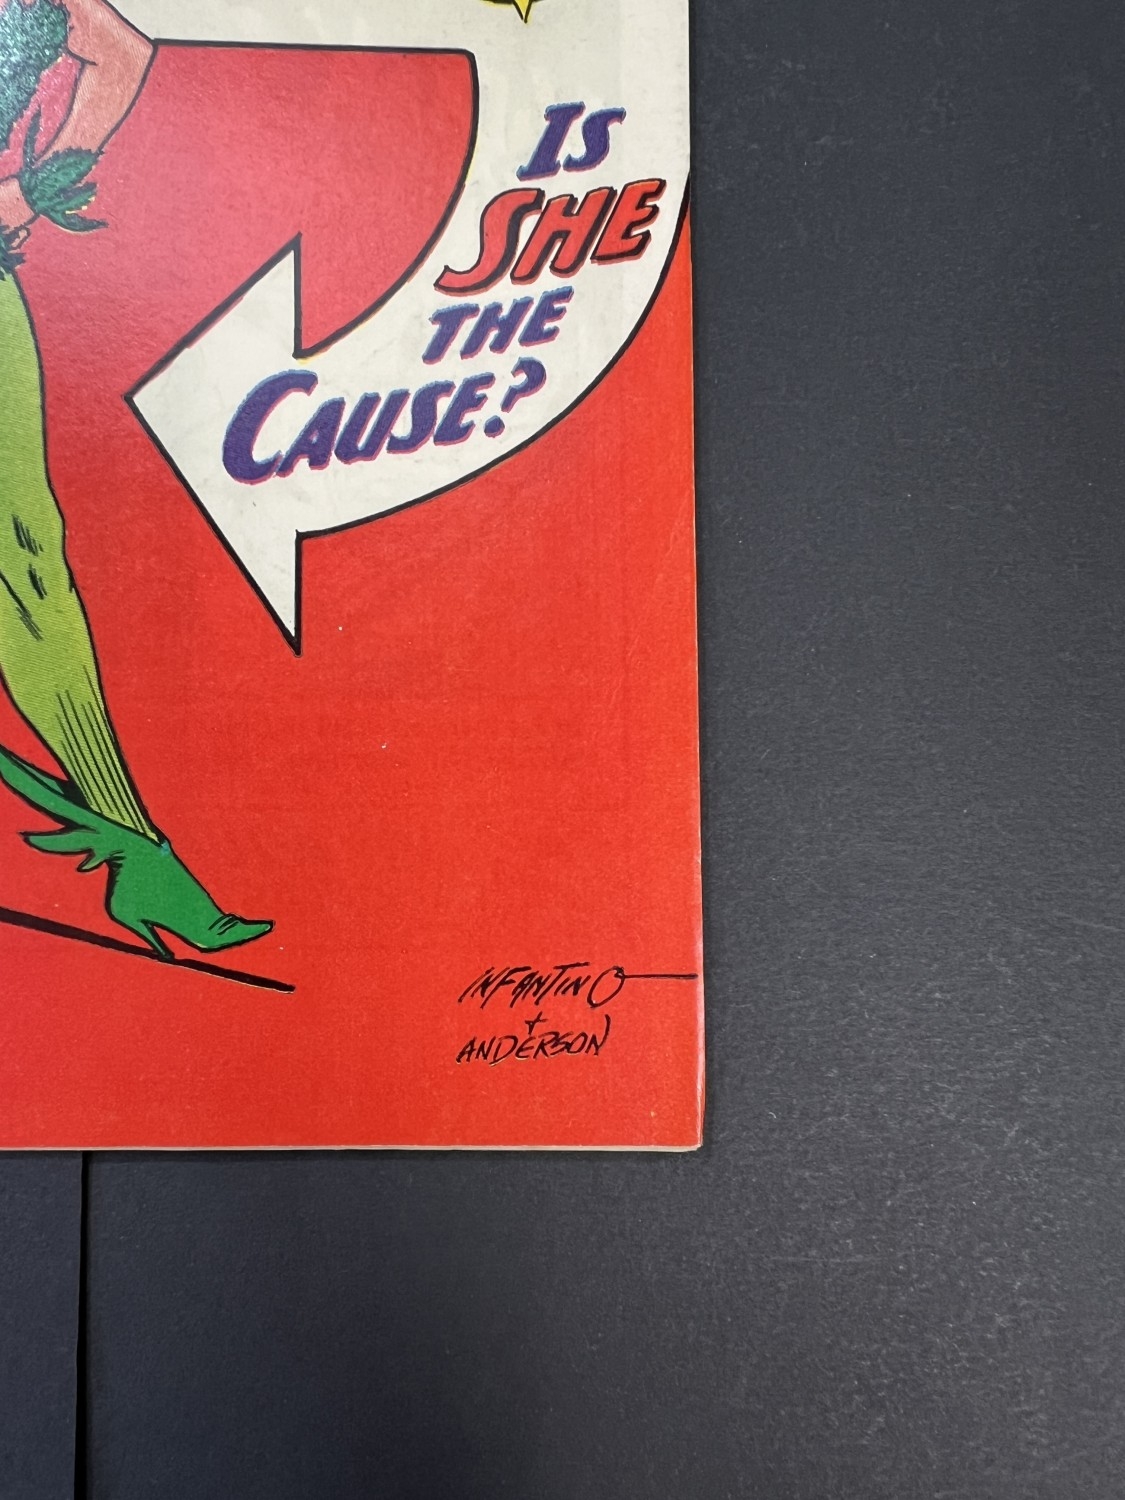 IS
SHE
THE
CAUSE?
INFANTINO
+
ANDERSON